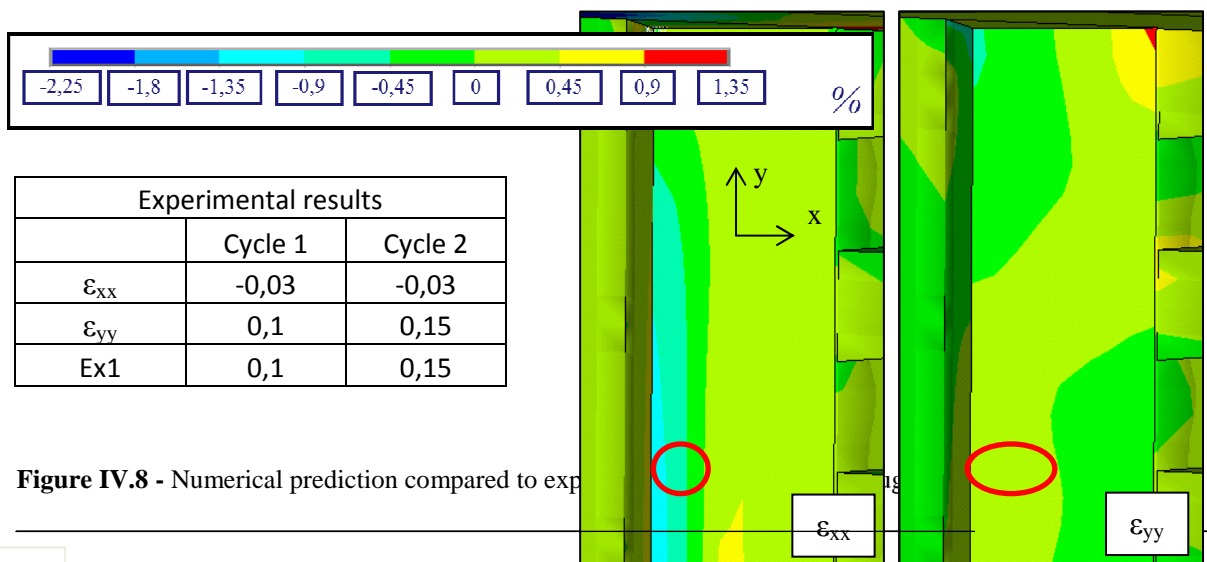 -2,25 -1,8 -1,35 -0,9 -0,45 0 0,45 0,9 1,35 %
Experimental results
Cycle 1 Cycle 2
εxx -0,03 -0,03
εyy 0,1 0,15
Ex1 0,1 0,15
y
x
Figure IV.8 - Numerical prediction compared to exp
εxx
εyy